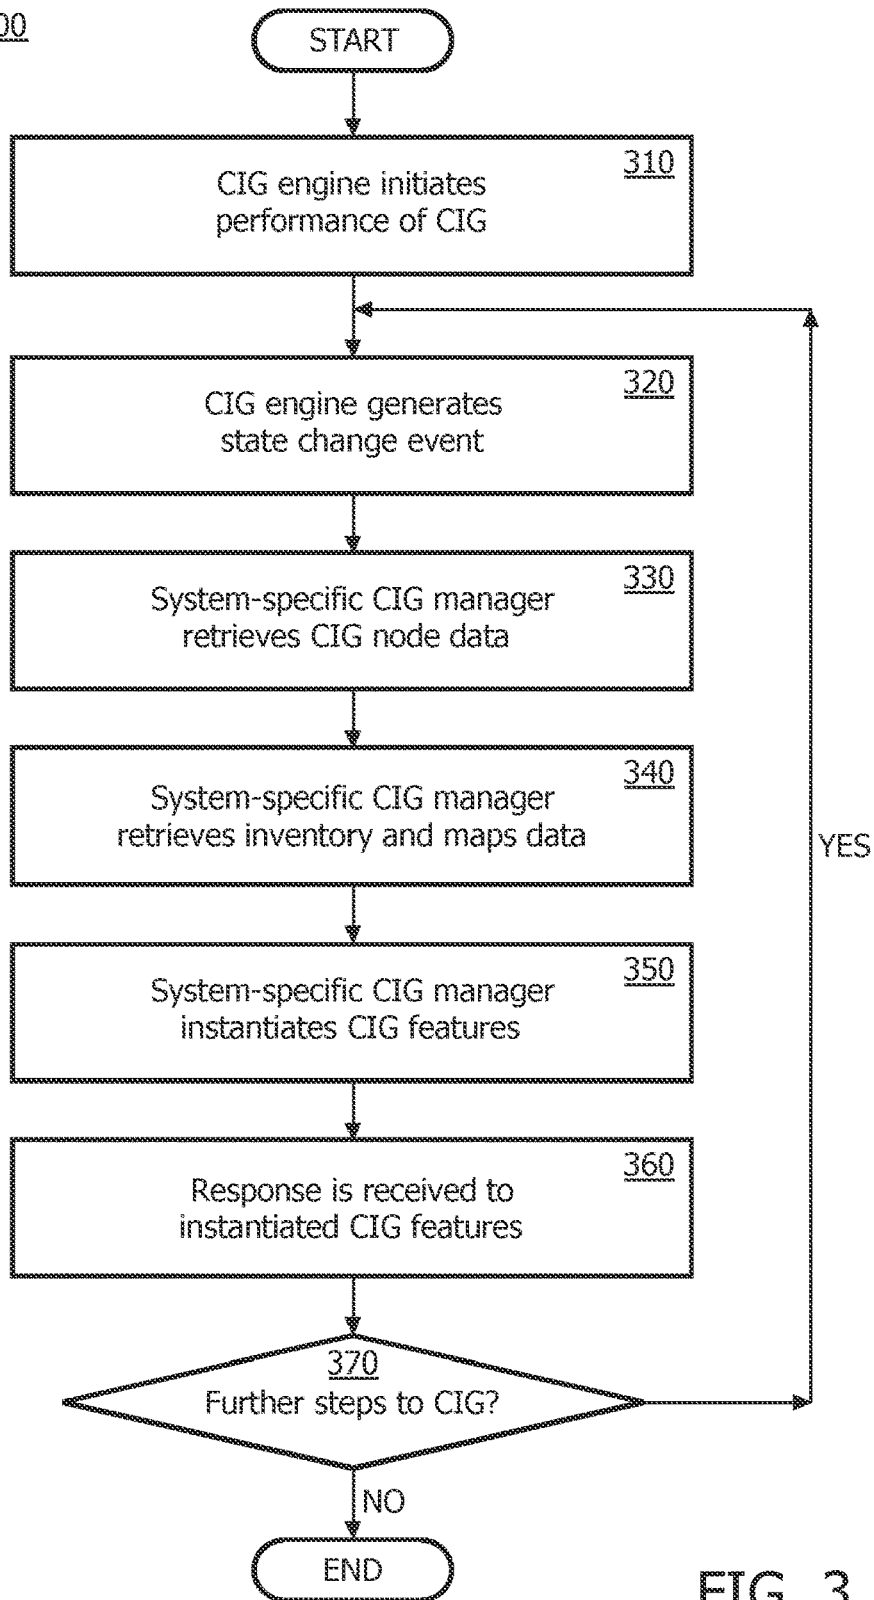 00
START
310
CIG engine initiates
performance of CIG
320
CIG engine generates
state change event
330
System-specific CIG manager
retrieves CIG node data
340
System-specific CIG manager
retrieves inventory and maps data
YES
350
System-specific CIG manager
instantiates CIG features
360
Response is received to
instantiated CIG features
370
Further steps to CIG?
NO
END
FIG. 3